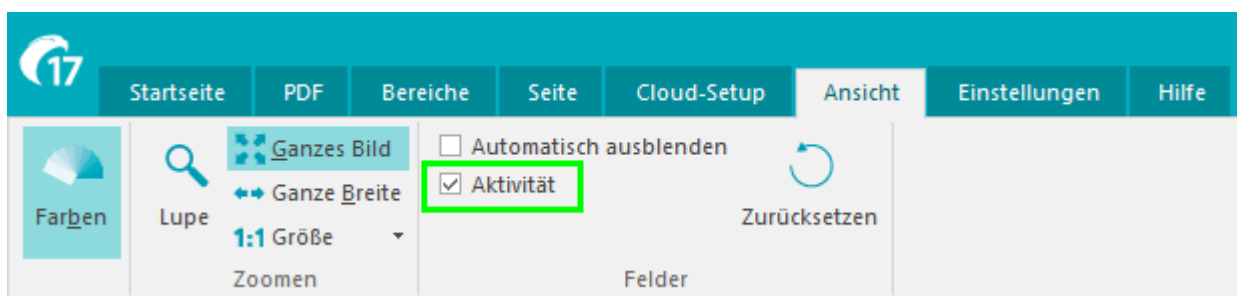 17
Startseite PDF Bereiche Seite Cloud-Setup Ansicht Einstellungen Hilfe
Farben
Lupe
Ganzes Bild
Ganze Breite
1:1 Größe
Zoomen
Automatisch ausblenden
Aktivität
Zurücksetzen
Felder